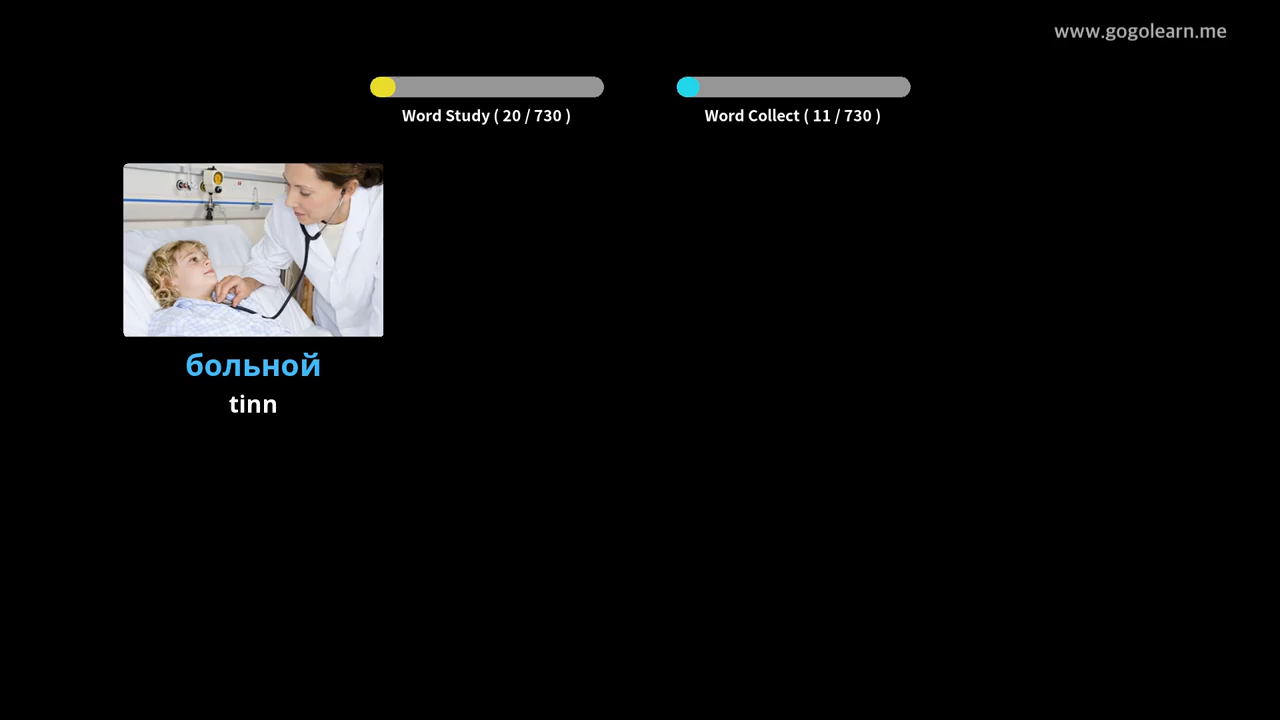 www.gogolearn.me
Word Study ( 20 / 730 )
Word Collect ( 11 / 730 )
больной
tinn